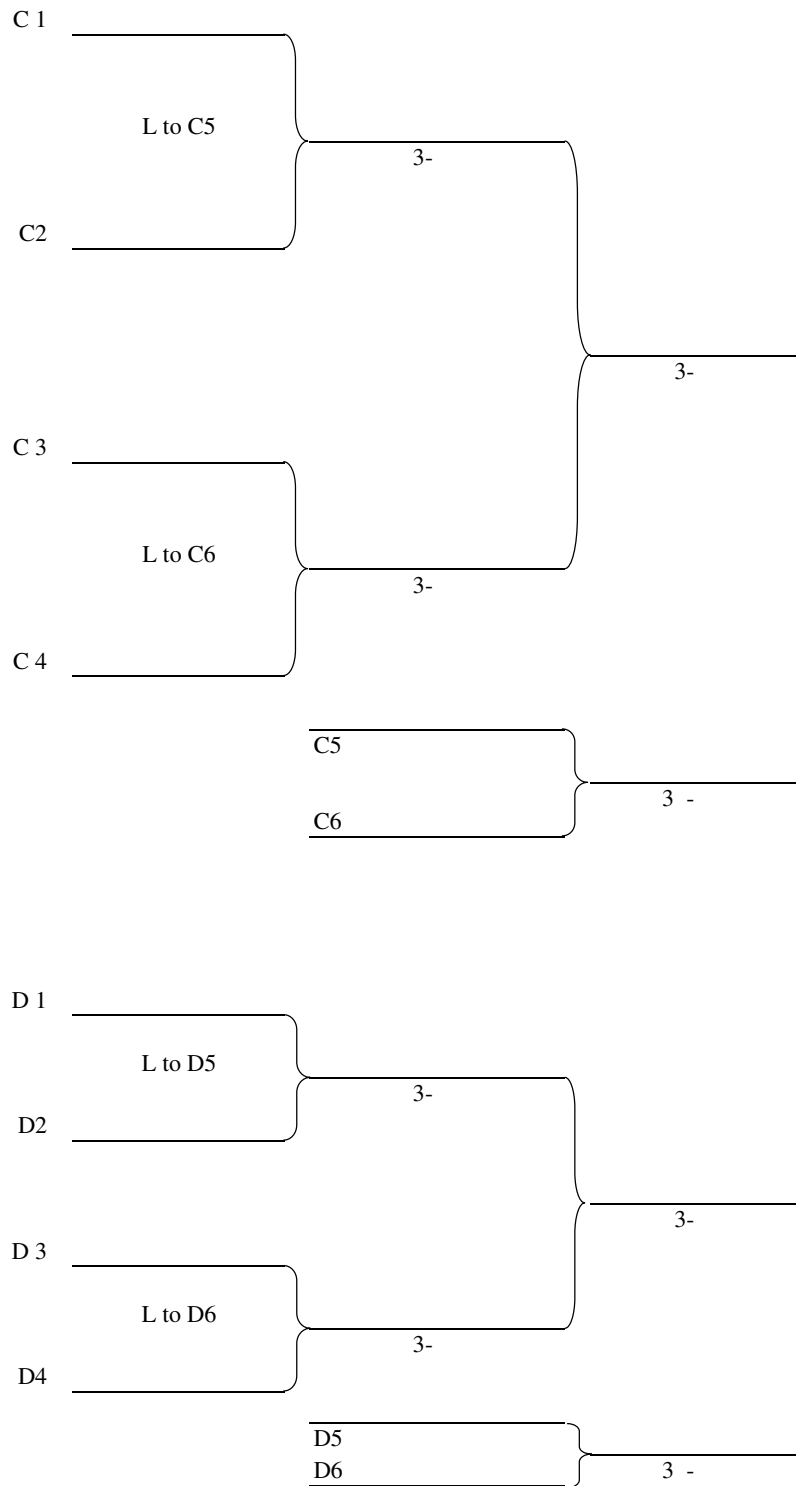 C 1
L to C5
3-
C2
3-
C 3
L to C6
3-
C 4
C5
3 -
C6
D 1
L to D5
3-
D2
3-
D 3
L to D6
3-
D4
D5
D6
3 -